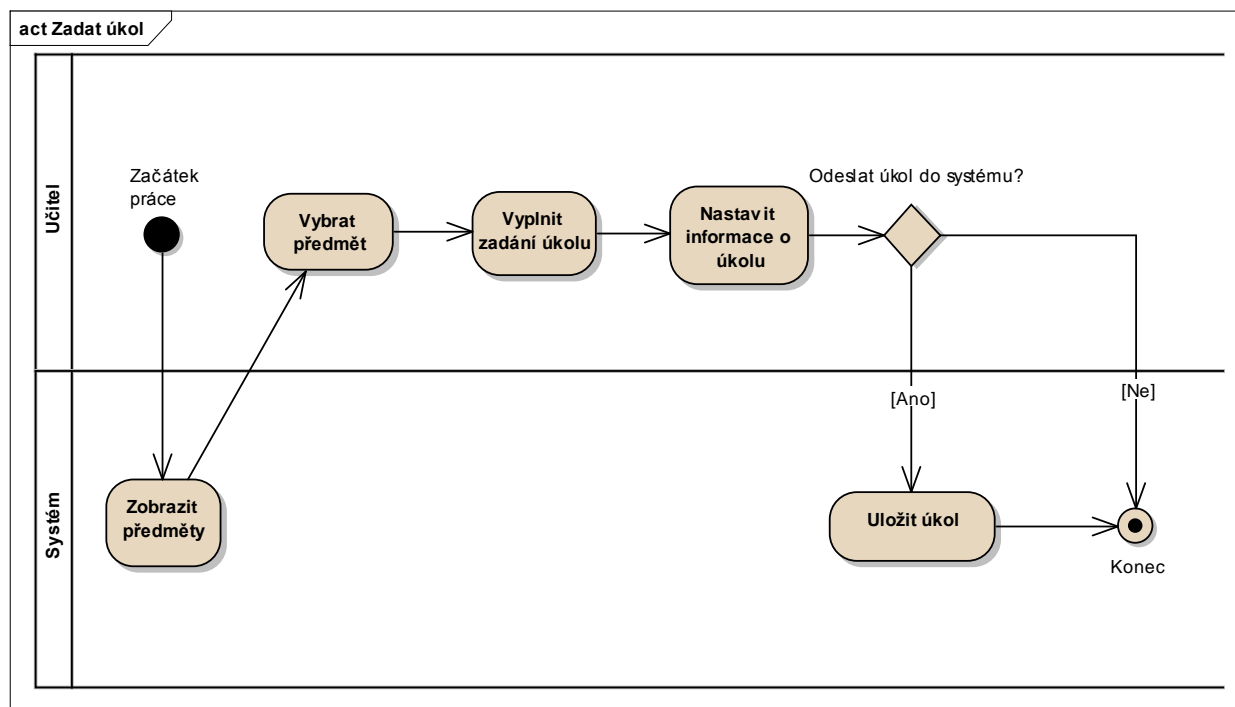 act Zadat úkol
Učitel
Začátek
práce
Vybrat
předmět
Vyplnit
zadání úkolu
Nastavit
informace o
úkolu
Odeslat úkol do systému?
[Ano]
[Ne]
Systém
Zobrazit
předměty
Uložit úkol
Konec